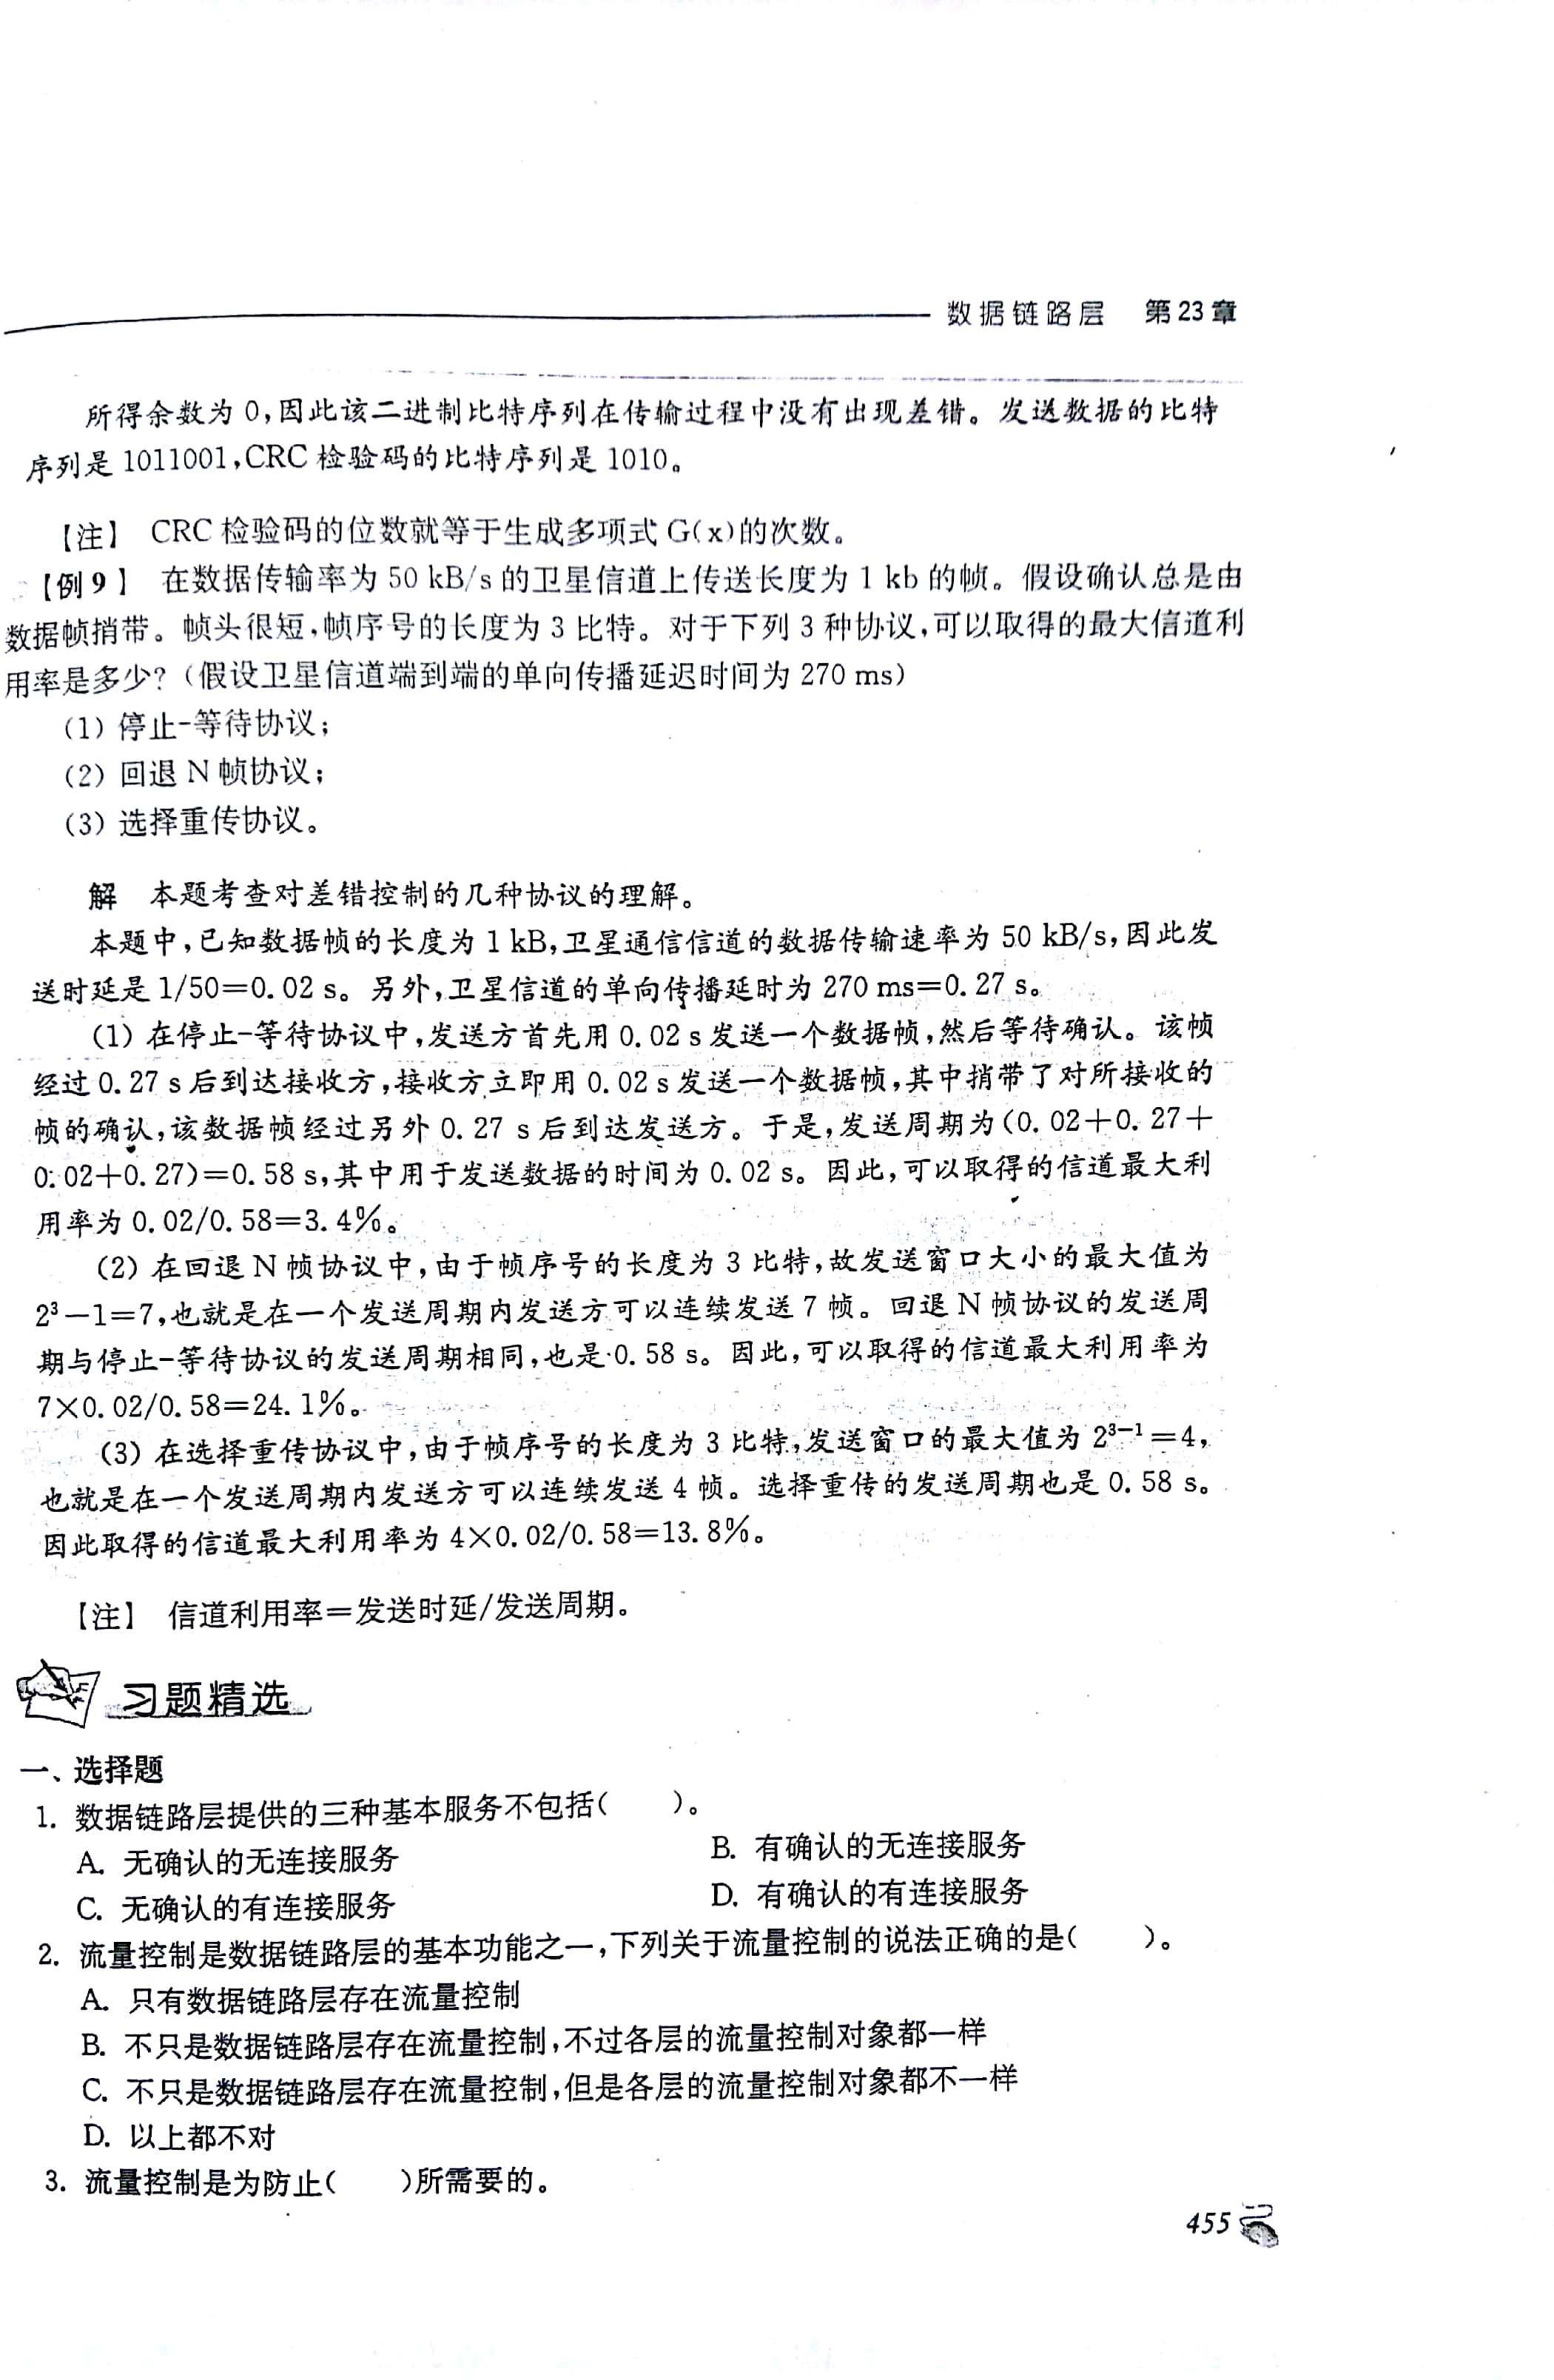 数据链路层 第23章
所得余数为 0,因此该二进制比特序列在传输过程中没有出现差错。发送数据的比特
序列是 1011001,CRC 检验码的比特序列是 1010。
【注】 CRC 检验码的位数就等于生成多项式 G(x)的次数。
【例 9】 在数据传输率为 50 kB/s 的卫星信道上传送长度为 1 kb 的帧。假设确认总是由
数据帧捎带。帧头很短,帧序号的长度为 3 比特。对于下列 3 种协议,可以取得的最大信道利
用率是多少?(假设卫星信道端到端的单向传播延迟时间为 270 ms)
(1) 停止-等待协议;
(2) 回退 N 帧协议;
(3) 选择重传协议。
解 本题考查对差错控制的几种协议的理解。
本题中,已知数据帧的长度为 1 kB,卫星通信信道的数据传输速率为 50 kB/s,因此发
送时延是 1/50=0.02 s。另外,卫星信道的单向传播延时为 270 ms=0.27 s。
(1) 在停止-等待协议中,发送方首先用 0.02 s 发送一个数据帧,然后等待确认。该帧
经过 0.27 s 后到达接收方,接收方立即用 0.02 s 发送一个数据帧,其中捎带了对所接收的
帧的确认,该数据帧经过另外 0.27 s 后到达发送方。于是,发送周期为(0.02+0.27+
0.02+0.27)=0.58 s,其中用于发送数据的时间为 0.02 s。因此,可以取得的信道最大利
用率为 0.02/0.58=3.4%。
(2) 在回退 N 帧协议中,由于帧序号的长度为 3 比特,故发送窗口大小的最大值为
2³-1=7,也就是在一个发送周期内发送方可以连续发送 7 帧。回退 N 帧协议的发送周
期与停止-等待协议的发送周期相同,也是 0.58 s。因此,可以取得的信道最大利用率为
7×0.02/0.58=24.1%。
(3) 在选择重传协议中,由于帧序号的长度为 3 比特,发送窗口的最大值为 2³⁻¹=4,
也就是在一个发送周期内发送方可以连续发送 4 帧。选择重传的发送周期也是 0.58 s。
因此取得的信道最大利用率为 4×0.02/0.58=13.8%。
【注】 信道利用率=发送时延/发送周期。
习题精选
一、选择题
1. 数据链路层提供的三种基本服务不包括( )。
A. 无确认的无连接服务 B. 有确认的无连接服务
C. 无确认的有连接服务 D. 有确认的有连接服务
2. 流量控制是数据链路层的基本功能之一,下列关于流量控制的说法正确的是( )。
A. 只有数据链路层存在流量控制
B. 不只是数据链路层存在流量控制,不过各层的流量控制对象都一样
C. 不只是数据链路层存在流量控制,但是各层的流量控制对象都不一样
D. 以上都不对
3. 流量控制是为防止( )所需要的。
455